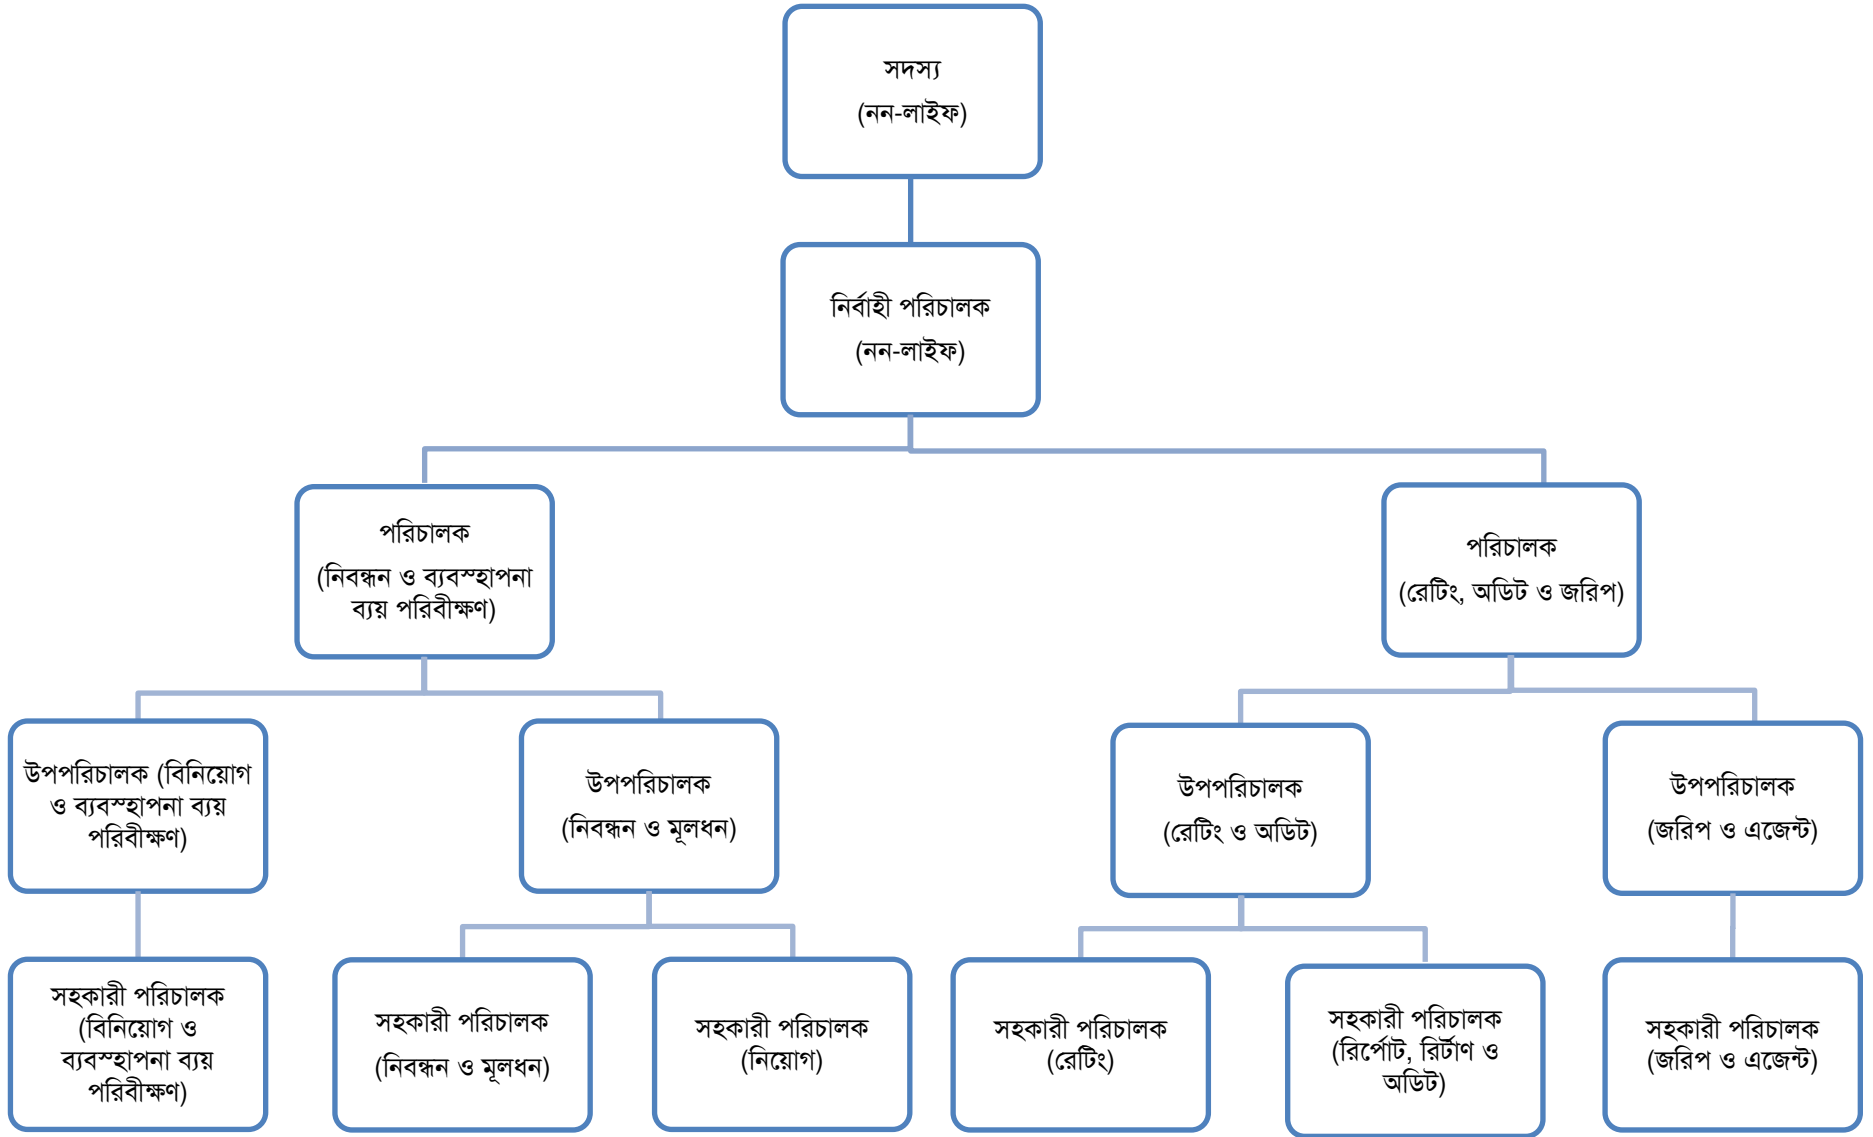 সদস্য
(নন-লাইফ)
নির্বাহী পরিচালক
(নন-লাইফ)
পরিচালক
(নিবন্ধন ও ব্যবস্হাপনা
ব্যয় পরিবীক্ষণ)
পরিচালক
(রেটিং, অডিট ও জরিপ)
উপপরিচালক (বিনিয়োগ
ও ব্যবস্হাপনা ব্যয়
পরিবীক্ষণ)
উপপরিচালক
(নিবন্ধন ও মূলধন)
উপপরিচালক
(রেটিং ও অডিট)
উপপরিচালক
(জরিপ ও এজেন্ট)
সহকারী পরিচালক
(বিনিয়োগ ও
ব্যবস্হাপনা ব্যয়
পরিবীক্ষণ)
সহকারী পরিচালক
(নিবন্ধন ও মূলধন)
সহকারী পরিচালক
(নিয়োগ)
সহকারী পরিচালক
(রেটিং)
সহকারী পরিচালক
(রির্পোট, রির্টাণ ও
অডিট)
সহকারী পরিচালক
(জরিপ ও এজেন্ট)